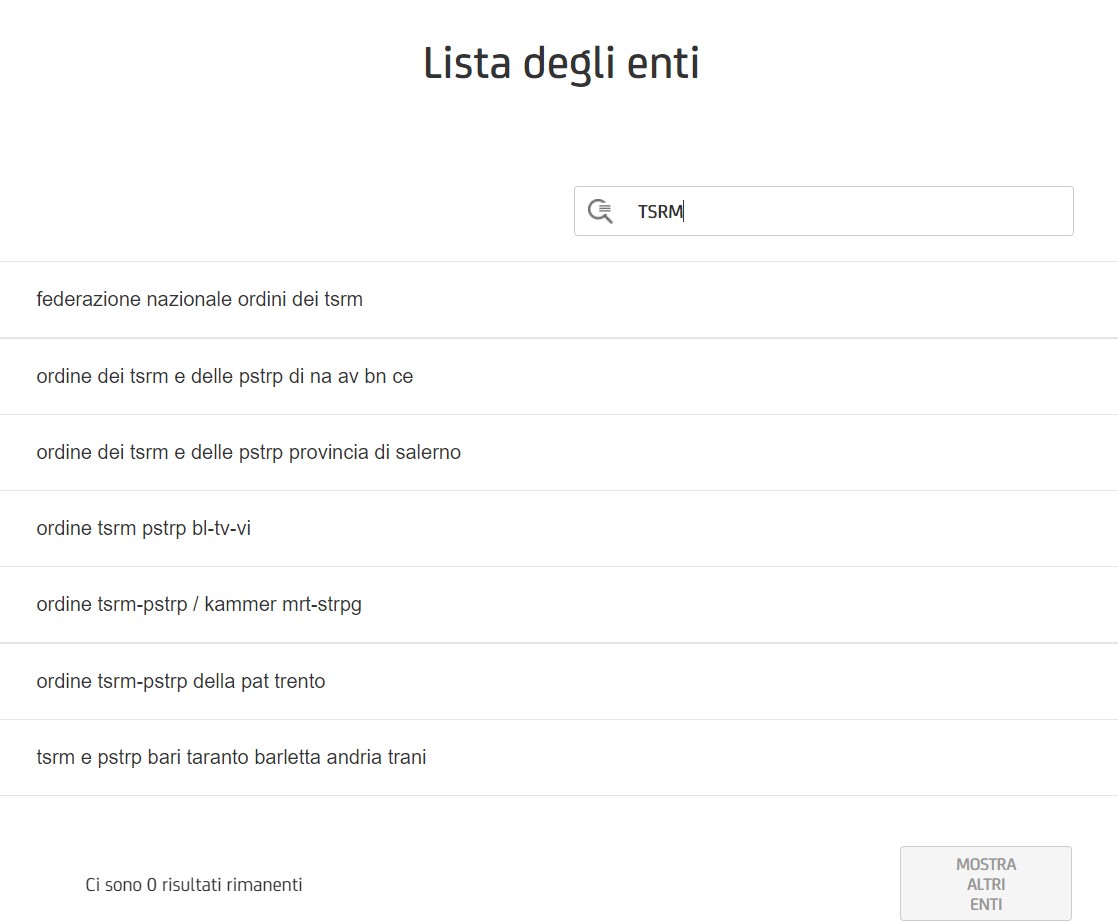 Lista degli enti
TSRM
federazione nazionale ordini dei tsrm
ordine dei tsrm e delle pstrp di na av bn ce
ordine dei tsrm e delle pstrp provincia di salerno
ordine tsrm pstrp bl-tv-vi
ordine tsrm-pstrp / kammer mrt-strpg
ordine tsrm-pstrp della pat trento
tsrm e pstrp bari taranto barletta andria trani
Ci sono 0 risultati rimanenti
MOSTRA
ALTRI
ENTI